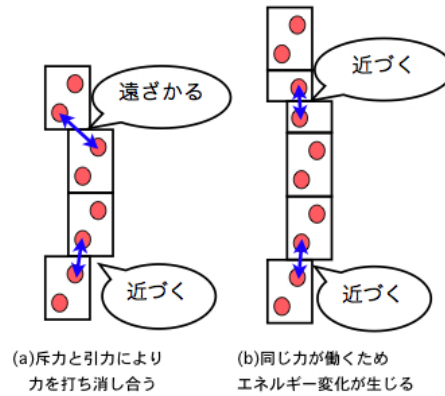 遠ざかる
近づく
近づく
近づく
(a)斥力と引力により
力を打ち消し合う
(b)同じ力が働くため
エネルギー変化が生じる